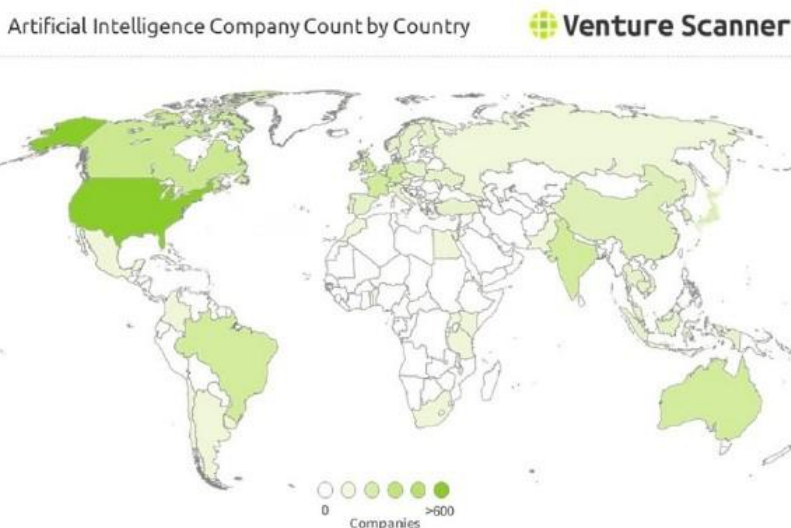 Artificial Intelligence Company Count by Country
Venture Scanner
0
>600
Companies